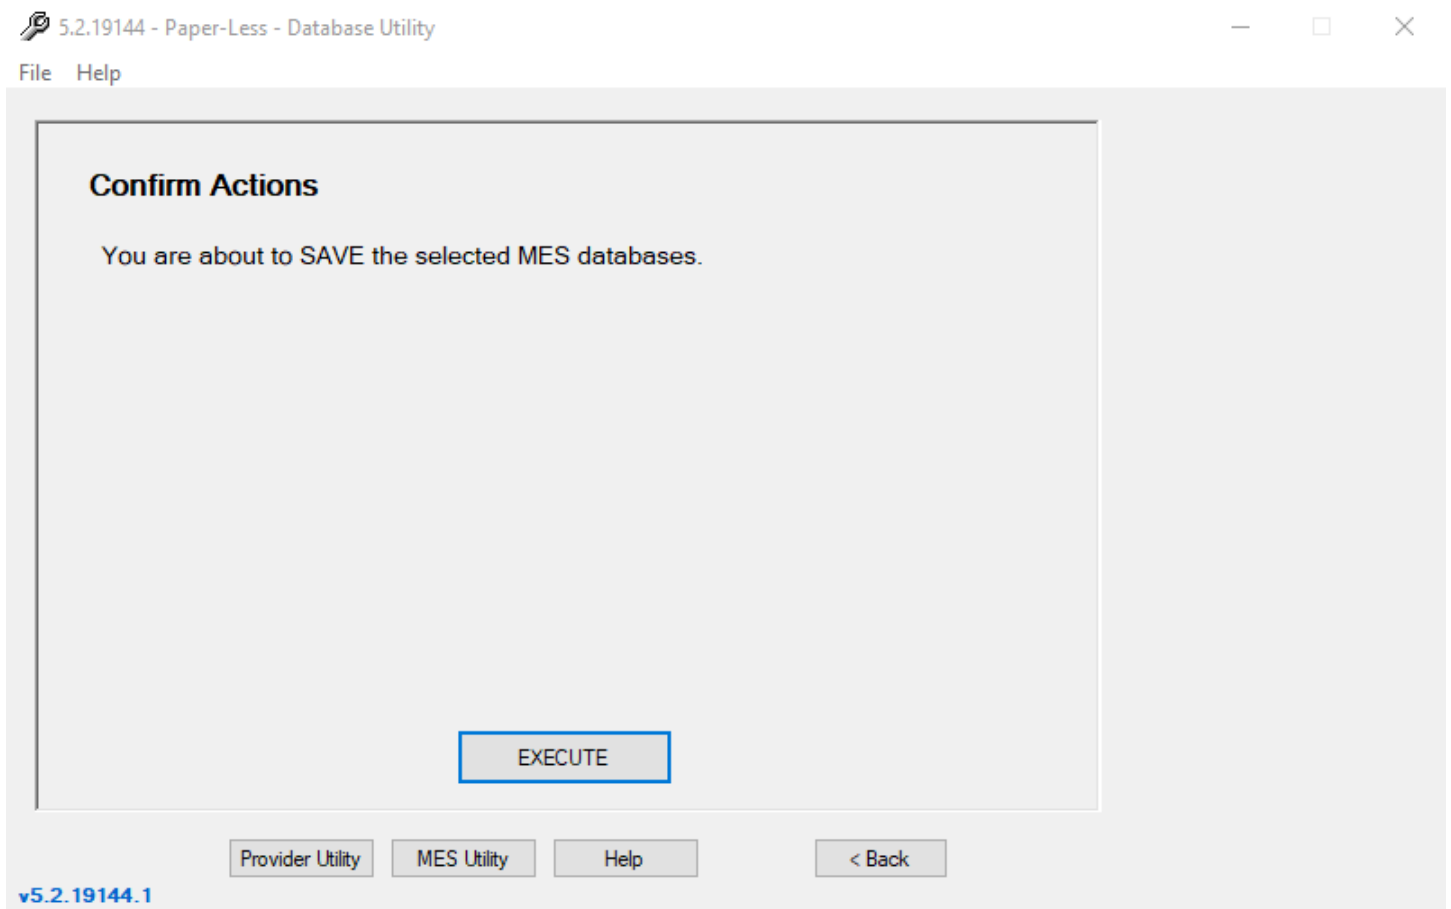 5.2.19144 - Paper-Less - Database Utility
File Help
Confirm Actions
You are about to SAVE the selected MES databases.
EXECUTE
Provider Utility MES Utility Help < Back
v5.2.19144.1